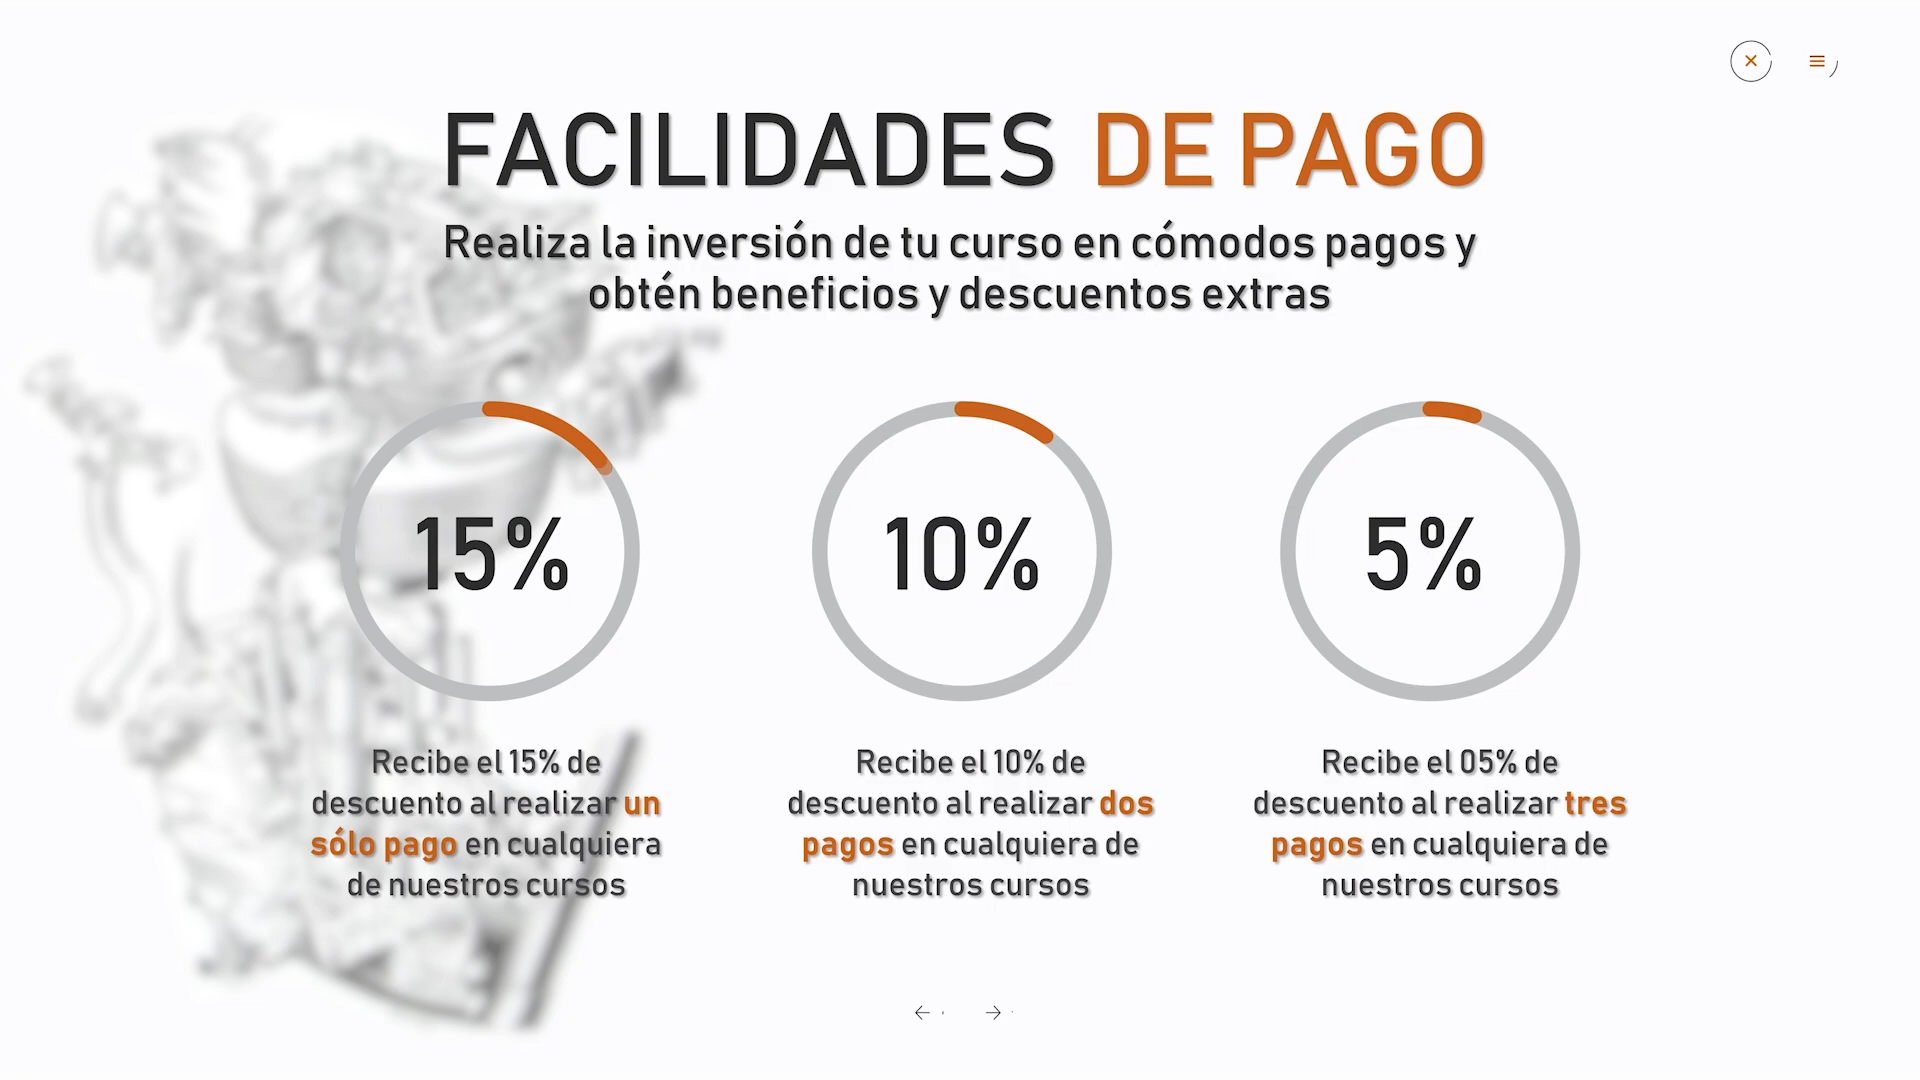 FACILIDADES DE PAGO
Realiza la inversión de tu curso en cómodos pagos y
obtén beneficios y descuentos extras
15%
10%
5%
Recibe el 15% de
descuento al realizar un
sólo pago en cualquiera
de nuestros cursos
Recibe el 10% de
descuento al realizar dos
pagos en cualquiera de
nuestros cursos
Recibe el 05% de
descuento al realizar tres
pagos en cualquiera de
nuestros cursos